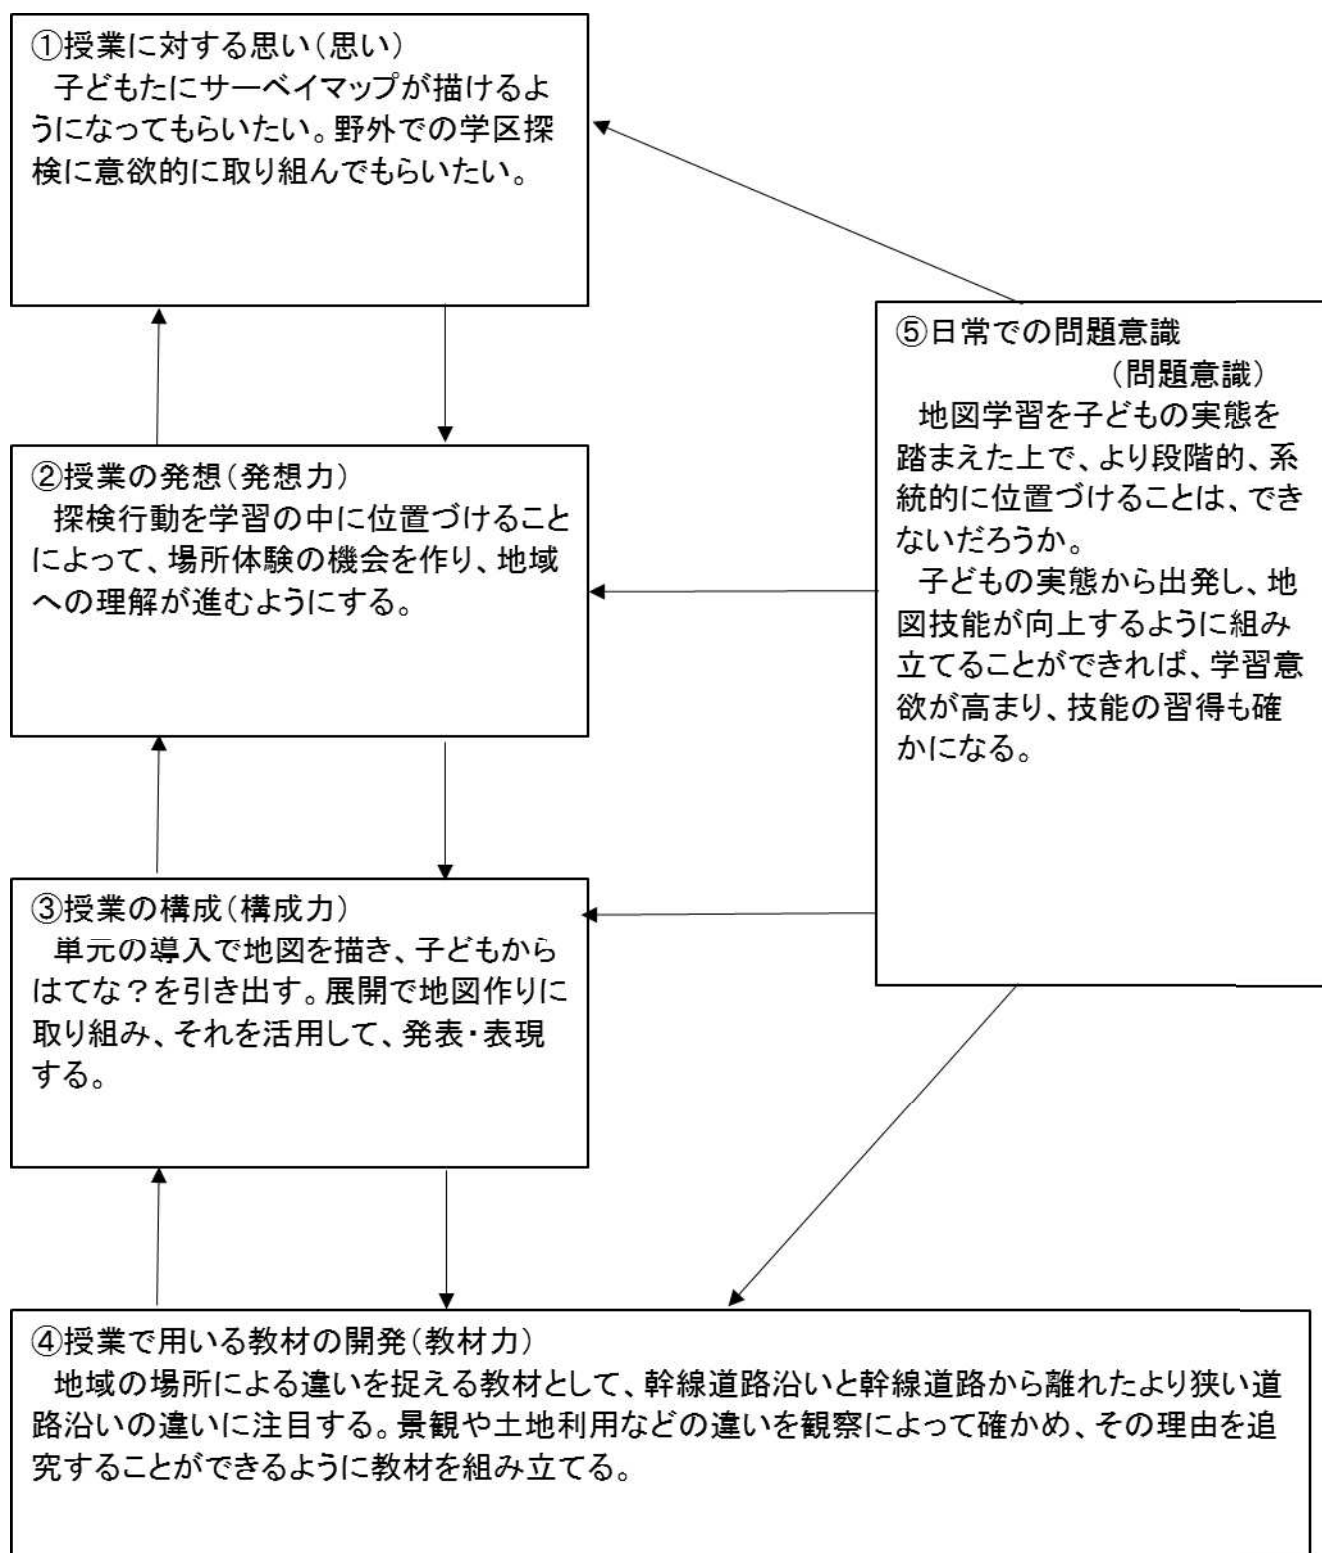 ①授業に対する思い（思い）
子どもたにサーベイマップが描けるよ
うになってもらいたい。野外での学区探
検に意欲的に取り組んでもらいたい。
②授業の発想（発想力）
探検行動を学習の中に位置づけること
によって、場所体験の機会を作り、地域
への理解が進むようにする。
③授業の構成（構成力）
単元の導入で地図を描き、子どもから
はてな？を引き出す。展開で地図作りに
取り組み、それを活用して、発表・表現
する。
④授業で用いる教材の開発（教材力）
地域の場所による違いを捉える教材として、幹線道路沿いと幹線道路から離れたより狭い道
路沿いの違いに注目する。景観や土地利用などの違いを観察によって確かめ、その理由を追
究することができるように教材を組み立てる。
⑤日常での問題意識
（問題意識）
地図学習を子どもの実態を
踏まえた上で、より段階的、系
統的に位置づけることは、でき
ないだろうか。
子どもの実態から出発し、地
図技能が向上するように組み
立てることができれば、学習意
欲が高まり、技能の習得も確
かになる。